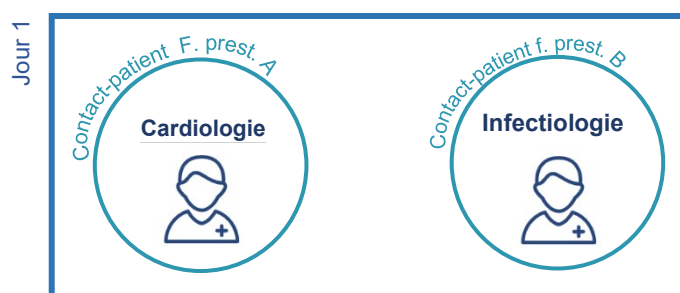 Jour 1
Contact-patient F. prest. A
Cardiologie
Contact-patient f. prest. B
Infectiologie